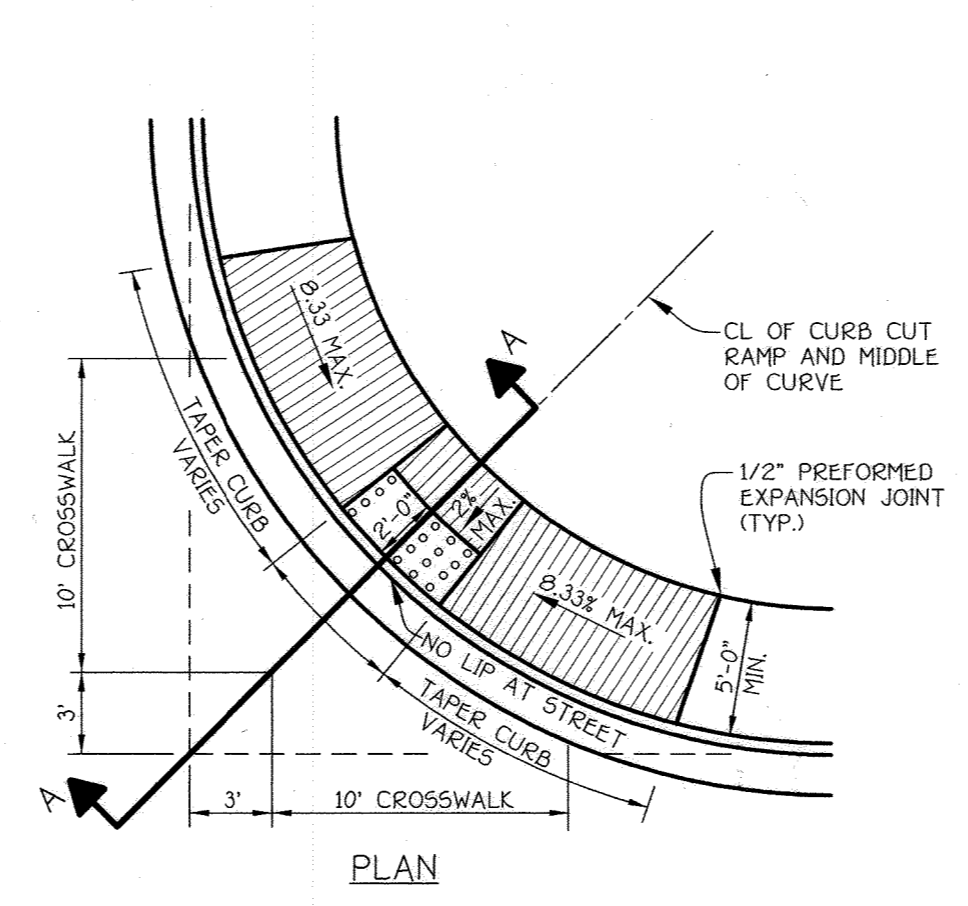 8.33 MAX.
A
CL OF CURB CUT
RAMP AND MIDDLE
OF CURVE
TAPER CURB
VARIES
10' CROSSWALK
2'-0"
2%
MAX.
1/2" PREFORMED
EXPANSION JOINT
(TYP.)
8.33% MAX.
NO LIP AT STREET
5'-0"
MIN.
TAPER CURB
VARIES
3'
A
3'
10' CROSSWALK
PLAN